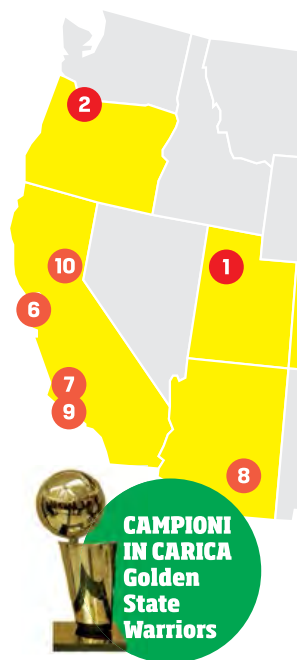 2
1
10
6
7
9
8
CAMPIONI
IN CARICA
Golden
State
Warriors